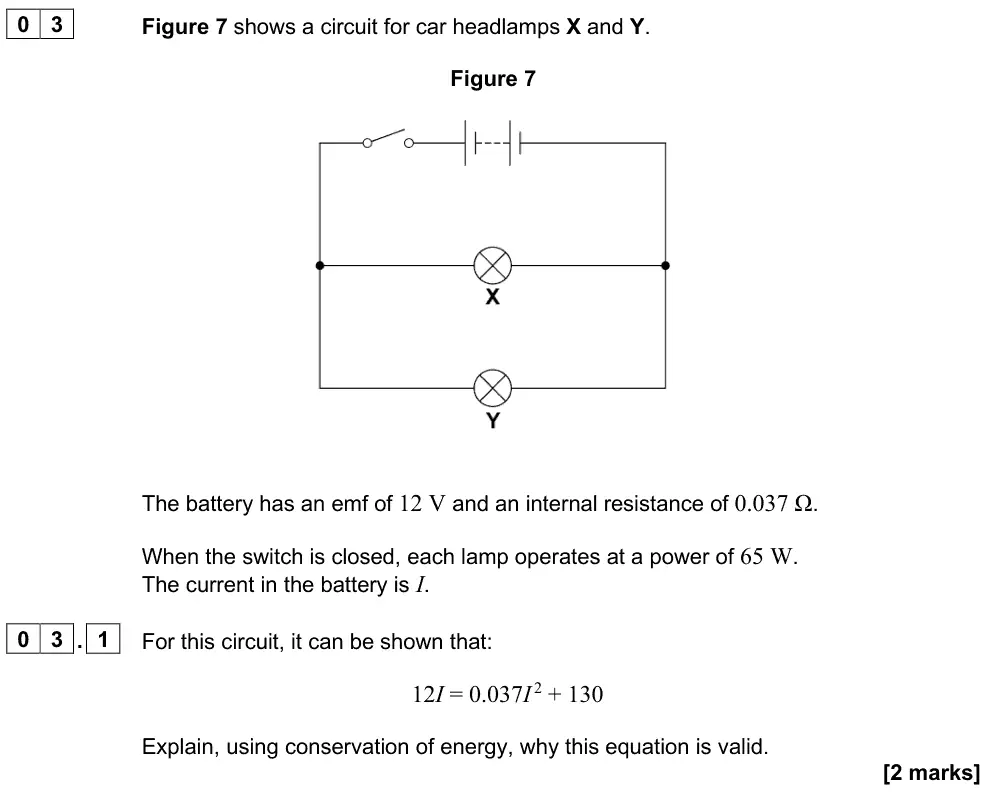 0 3 Figure 7 shows a circuit for car headlamps X and Y.
Figure 7
X
Y
The battery has an emf of 12 V and an internal resistance of 0.037 Ω.
When the switch is closed, each lamp operates at a power of 65 W.
The current in the battery is I.
0 3 . 1 For this circuit, it can be shown that:
12I = 0.037I² + 130
Explain, using conservation of energy, why this equation is valid.
[2 marks]